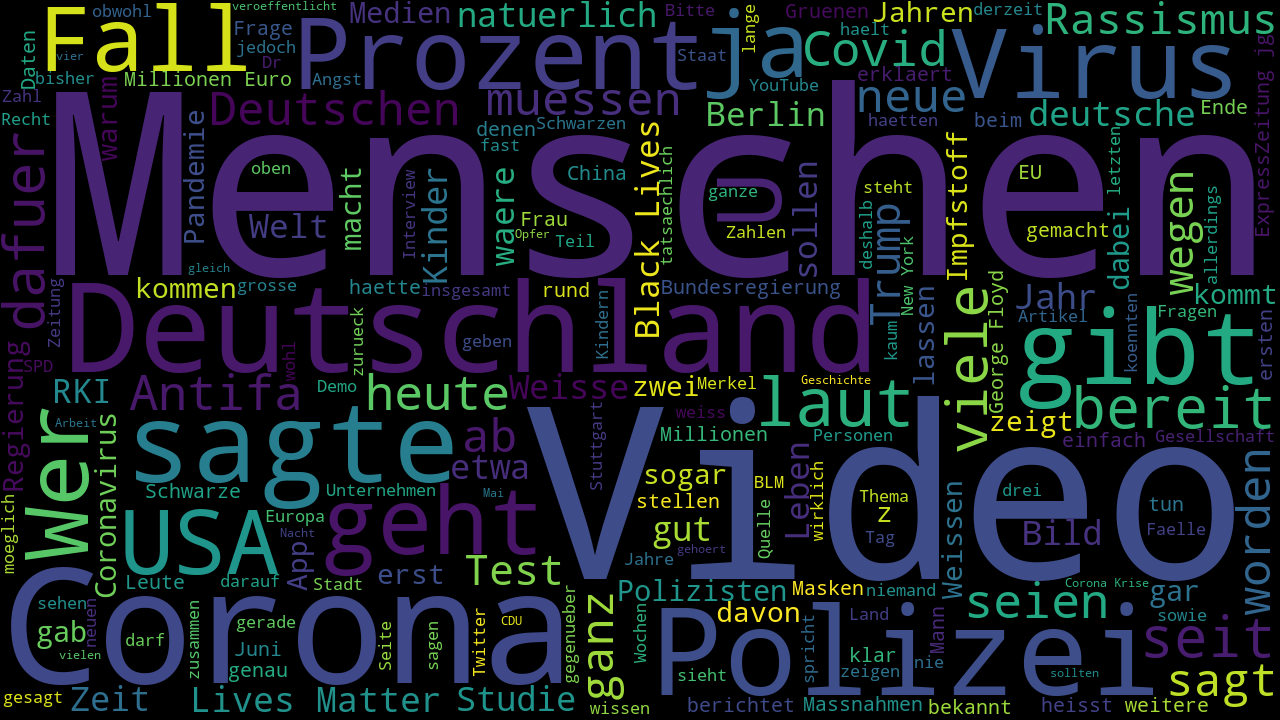 obwohl
veroeffentlicht
Medien
natuerlich
Bitte
lange
Gruenen
Jahren
derzeit
Rassismus
Fall
Frage
jedoch
Prozent
ja
Staat
Covid
haelt
Virus
Daten
vier
Dr
bisher
Millionen Euro
Angst
YouTube
erklaert
ExpressZeitung jg
Zahl
Warum
Deutschen
muessen
Berlin
neue
deutsche
Ende
Recht
Pandemie
denen
Schwarzen
haetten
beim
fast
Black Lives
tatsaechlich
Impfstoff
letzten
dafuer
Menschen
oben
macht
Interview
Kinder
Waere
China
ganze
sollen
steht
EU
wegen
Welt
Frau
Opfer
Teil
Zahlen
deshalb
Trump
New York
gemacht
dabei
allerdings
gleich
kommen
grosse
haette
insgesamt
rund
Bundesregierung
Jahr
kommt
Zeitung
Deutschland
Kindern
Artikel
Fragen
zurueck
geben
kaum
lassen
George Floyd
gibt
koennten
ersten
Regierung
SPD
wohl
viele
RKI
Antifa
Demo
heute
Weisse
zwei
Merkel
Geschichte
laut
zeigt
bereit
Wer
Arbeit
sagte
ab
weiss
Millionen
Personen
einfach
Gesellschaft
Coronavirus
etwa
Stuttgart
Video
sogar
Leben
wirklich
Schwarze
Unternehmen
Mai
stellen
BLM
Thema
z
drei
tun
worden
moeglich
USA
Europa
geht
gut
Quelle
Tag
Weissen
Bild
Faelle
Nacht
App
gehoert
Jahre
Leute
darauf
Stadt
erst
Test
Polizisten
Masken
niemand
Corona Krise
gar
Corona
sehen
neuen
gab
darf
gerade
zusammen
Seite
sagen
Twitter
CDU
gegenueber
ganz
Wochen
davon
Land
Mann
seien
sowie
vielen
Juni
genau
Polizei
spricht
klar
nie
seit
sieht
zeigen
sollten
sagt
gesagt
Zeit
Lives Matter
Studie
wissen
berichtet
Massnahmen
bekannt
heisst
weitere